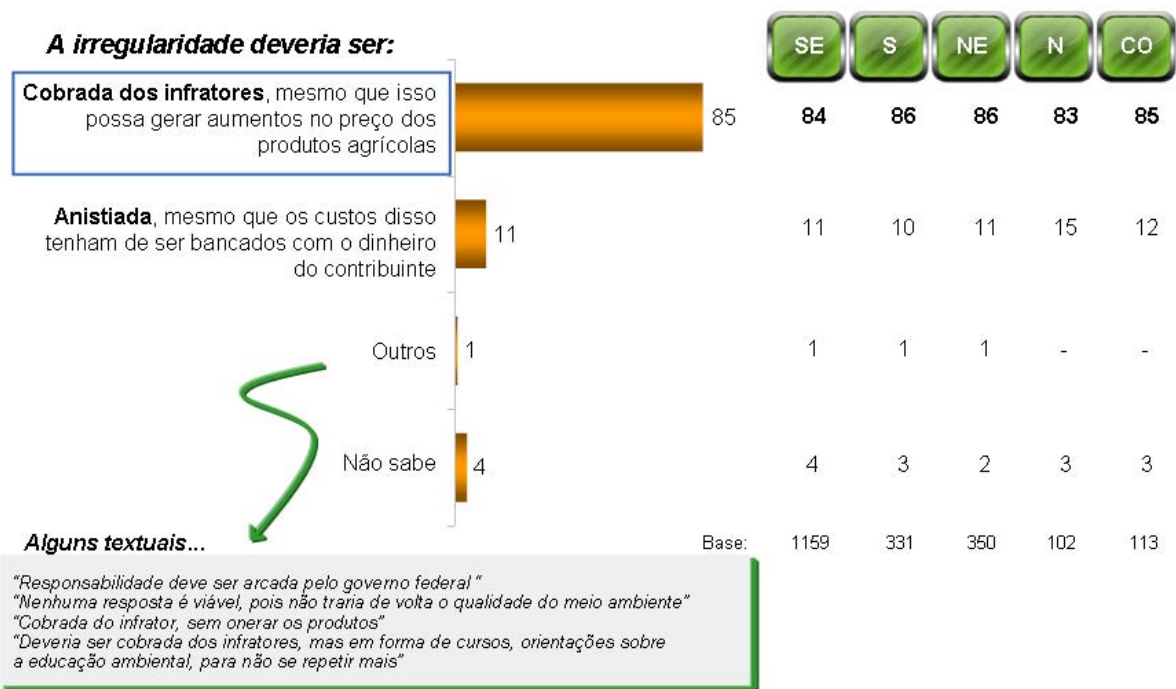 A irregularidade deveria ser:
SE S NE N CO
Cobrada dos infratores, mesmo que isso
possa gerar aumentos no preço dos
produtos agrícolas
85 84 86 86 83 85
Anistiada, mesmo que os custos disso
tenham de ser bancados com o dinheiro
do contribuinte
11 11 10 11 15 12
Outros 1 1 1 1 - -
Não sabe 4 4 3 2 3 3
Alguns textuais...
Base: 1159 331 350 102 113
"Responsabilidade deve ser arcada pelo governo federal "
"Nenhuma resposta é viável, pois não traria de volta o qualidade do meio ambiente"
"Cobrada do infrator, sem onerar os produtos"
"Deveria ser cobrada dos infratores, mas em forma de cursos, orientações sobre
a educação ambiental, para não se repetir mais"